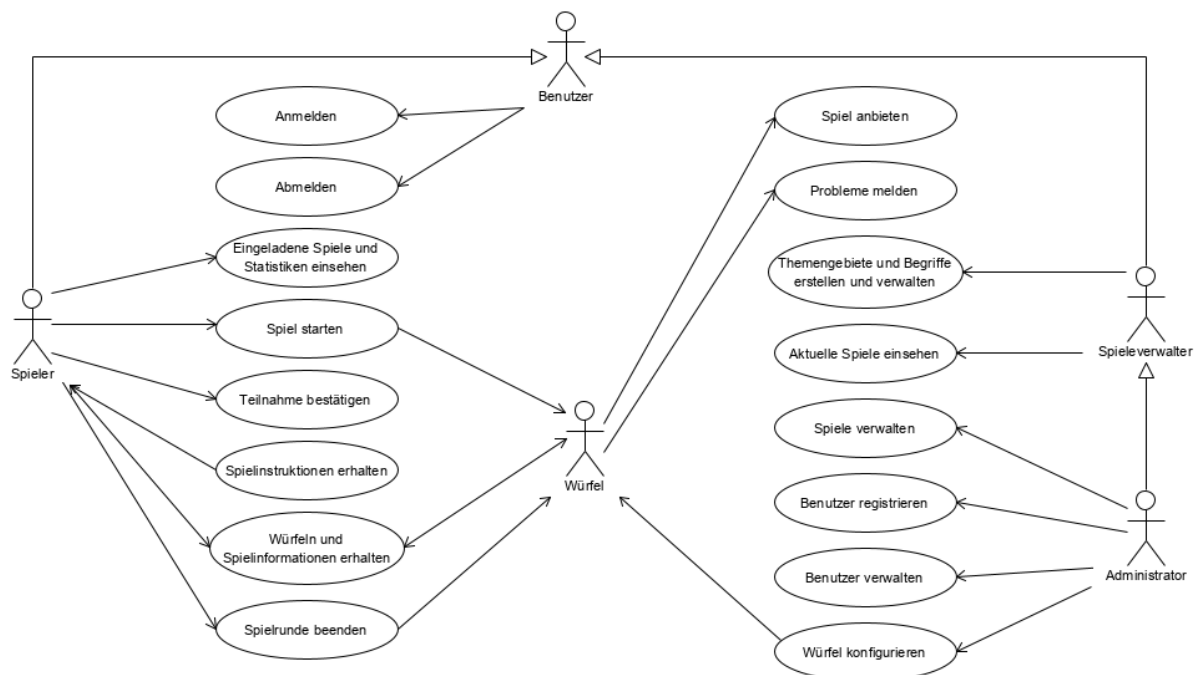 Benutzer
Anmelden
Abmelden
Eingeladene Spiele und
Statistiken einsehen
Spiel starten
Spieler
Teilnahme bestätigen
Spielinstruktionen erhalten
Würfeln und
Spielinformationen erhalten
Spielrunde beenden
Würfel
Spiel anbieten
Probleme melden
Themengebiete und Begriffe
erstellen und verwalten
Spieleverwalter
Aktuelle Spiele einsehen
Spiele verwalten
Benutzer registrieren
Administrator
Benutzer verwalten
Würfel konfigurieren